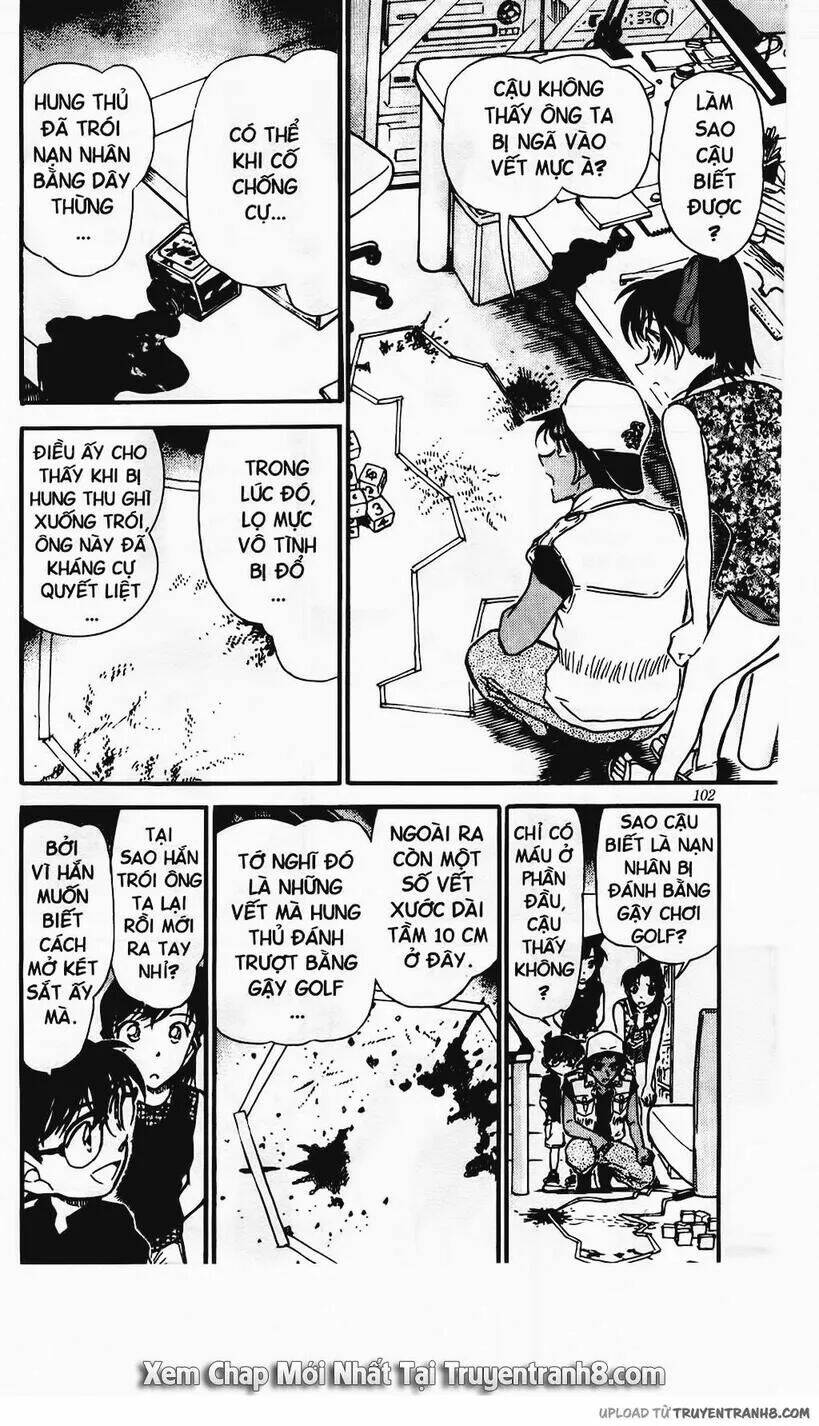 LÀM
SAO
CẬU
BIẾT
ĐƯỢC
?
CẬU KHÔNG
THẤY ÔNG TA
BỊ NGÃ VÀO
VẾT MỰC À?
CÓ THỂ
KHI CỐ
CHỐNG
CỰ...
HUNG THỦ
ĐÃ TRÓI
NẠN NHÂN
BẰNG DÂY
THỪNG
...
TRONG
LÚC ĐÓ,
LỌ MỰC
VÔ TÌNH
BỊ ĐỔ
...
ĐIỀU ẤY CHO
THẤY KHI BỊ
HUNG THU GHÌ
XUỐNG TRÓI,
ÔNG NÀY ĐÃ
KHÁNG CỰ
QUYẾT LIỆT
...
102
SAO CẬU
BIẾT LÀ NẠN
NHÂN BỊ
ĐÁNH BẰNG
GẬY CHƠI
GOLF?
CHỈ CÓ
MÁU Ở
PHẦN
ĐẦU,
CẬU
THẤY
KHÔNG
?
NGOÀI RA
CÒN MỘT
SỐ VẾT
XƯỚC DÀI
TẦM 10 CM
Ở ĐÂY.
TỚ NGHĨ ĐÓ
LÀ NHỮNG
VẾT MÀ HUNG
THỦ ĐÁNH
TRƯỢT BẰNG
GẬY GOLF
...
TẠI
SAO HẮN
TRÓI ÔNG
TA LẠI
RỒI MỚI
RA TAY
NHỈ?
BỞI
VÌ HẮN
MUỐN
BIẾT
CÁCH
MỞ KÉT
SẮT ẤY
MÀ.
Xem Chap Mới Nhất Tại Truyentranh8.com
UPLOAD TỪ TRUYENTRANH8.COM